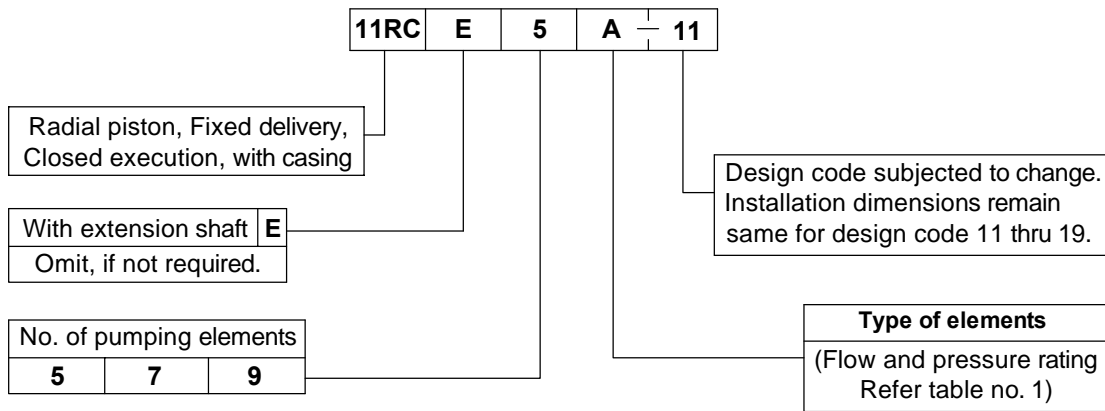 11RC E 5 A – 11
Radial piston, Fixed delivery,
Closed execution, with casing
With extension shaft E
Omit, if not required.
No. of pumping elements
5 7 9
Design code subjected to change.
Installation dimensions remain
same for design code 11 thru 19.
Type of elements
(Flow and pressure rating
Refer table no. 1)